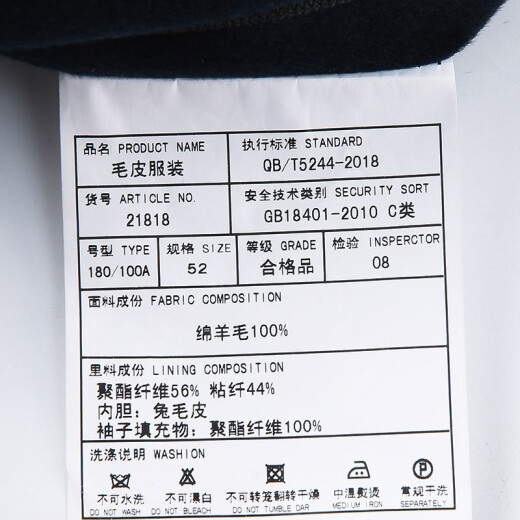 品名 PRODUCT NAME
毛皮服装
执行标准 STANDARD
QB/T5244-2018
货号 ARTICLE NO.
21818
安全技术类别 SECURITY SORT
GB18401-2010 C类
号型 TYPE
180/100A
规格 SIZE
52
等级 GRADE
合格品
检验 INSPERCTOR
08
面料成份 FABRIC COMPOSITION
绵羊毛100%
里料成份 LINING COMPOSITION
聚酯纤维56% 粘纤44%
内胆：兔毛皮
袖子填充物：聚酯纤维100%
洗涤说明 WASHION
不可水洗
DO NOT WASH
不可漂白
DO NOT BLEACH
不可转笼翻转干燥
DO NOT TUMBLE DAR
中温熨烫
MEDIUM IRON
P
常规干洗
SEPARATELY